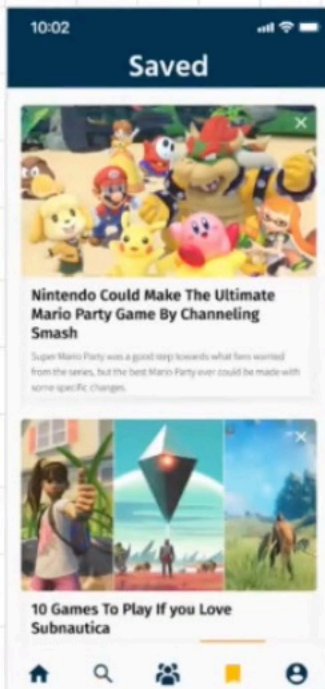 10:02
Saved
Nintendo Could Make The Ultimate
Mario Party Game By Channeling
Smash
Super Mario Party was a good step towards what fans wanted
from the series, but the best Mario Party ever could be made with
some specific changes.
10 Games To Play If you Love
Subnautica